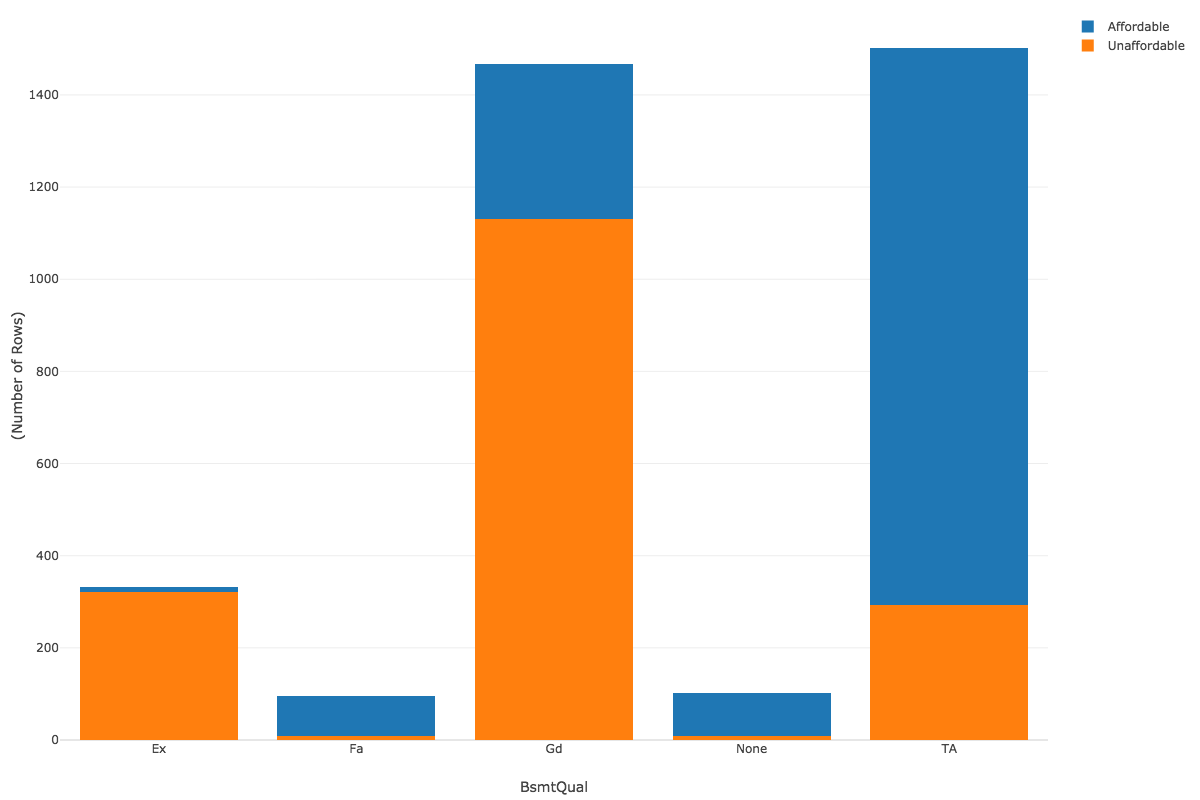 Affordable
Unaffordable
1400
1200
1000
800
600
400
200
0
(Number of Rows)
Ex
Fa
Gd
None
TA
BsmtQual